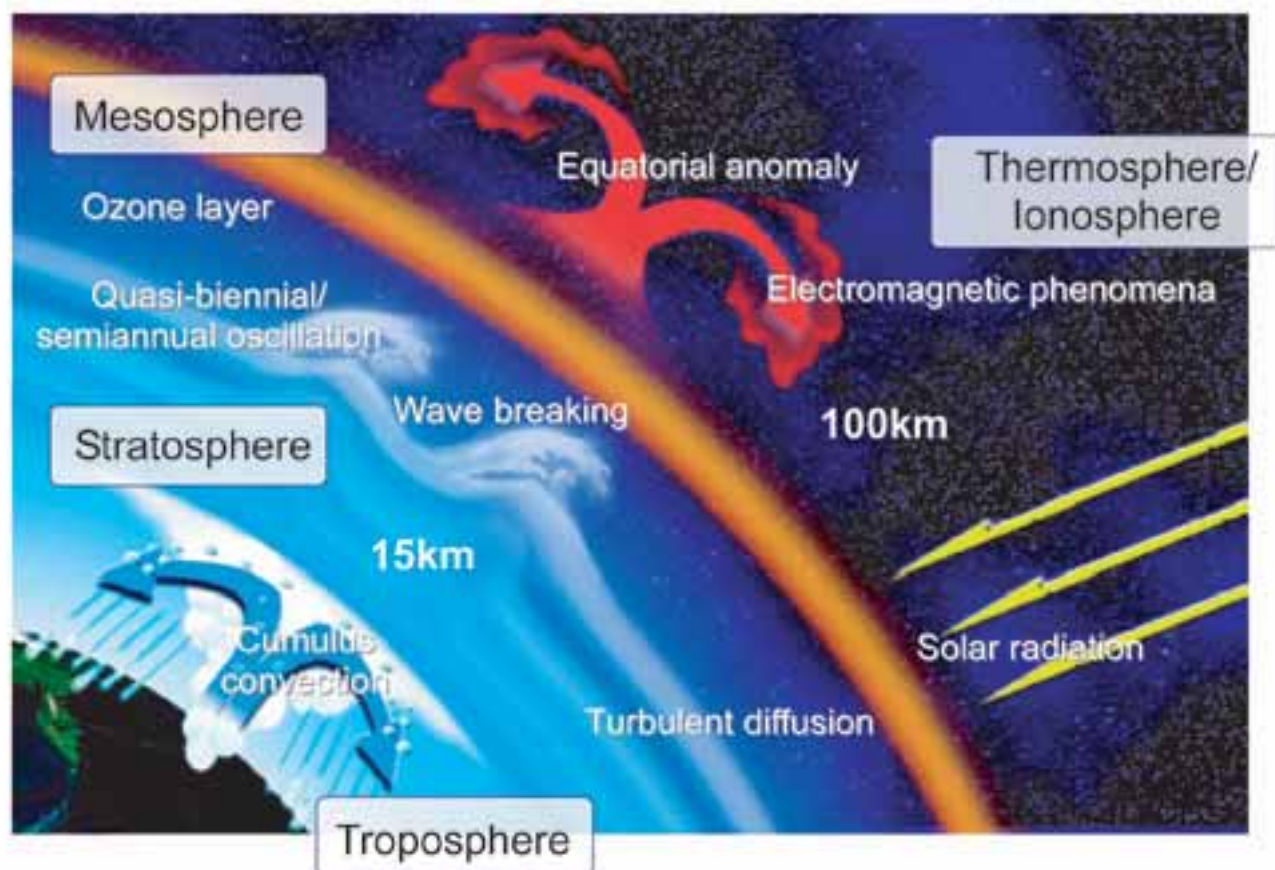 Mesosphere
Equatorial anomaly
Thermosphere/
Ionosphere
Ozone layer
Quasi-biennial/
semiannual oscillation
Electromagnetic phenomena
Wave breaking
100km
Stratosphere
15km
Cumulus
convection
Solar radiation
Turbulent diffusion
Troposphere